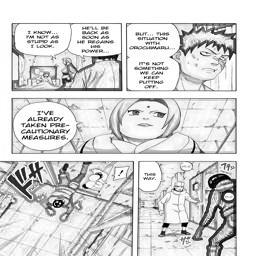 I KNOW...
I'M NOT AS
STUPID AS
I LOOK.
HE'LL BE
BACK AS
SOON AS
HE REGAINS
HIS
POWER...
BUT... THIS
SITUATION
WITH
OROCHIMARU...
IT'S NOT
SOMETHING
WE CAN
KEEP
PUTTING
OFF.
I'VE
ALREADY
TAKEN PRE-
CAUTIONARY
MEASURES.
!
THIS
WAY.